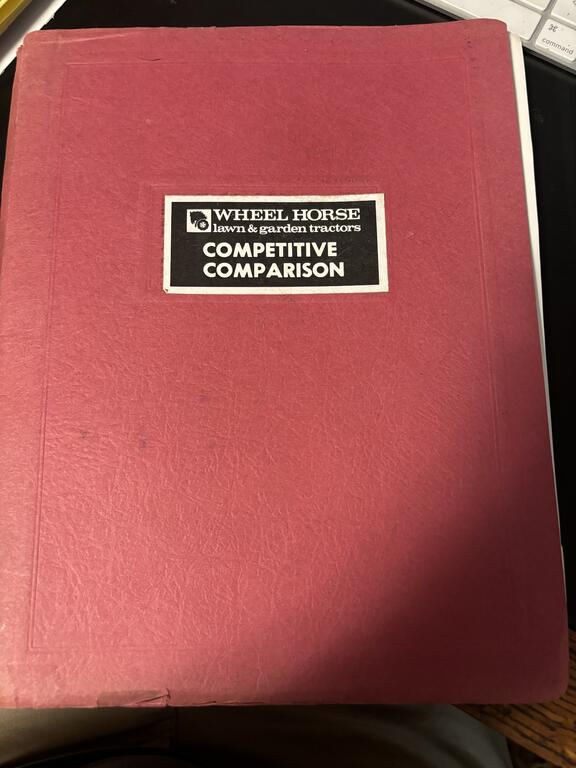 ⌘
command
WHEEL HORSE
lawn & garden tractors
COMPETITIVE
COMPARISON